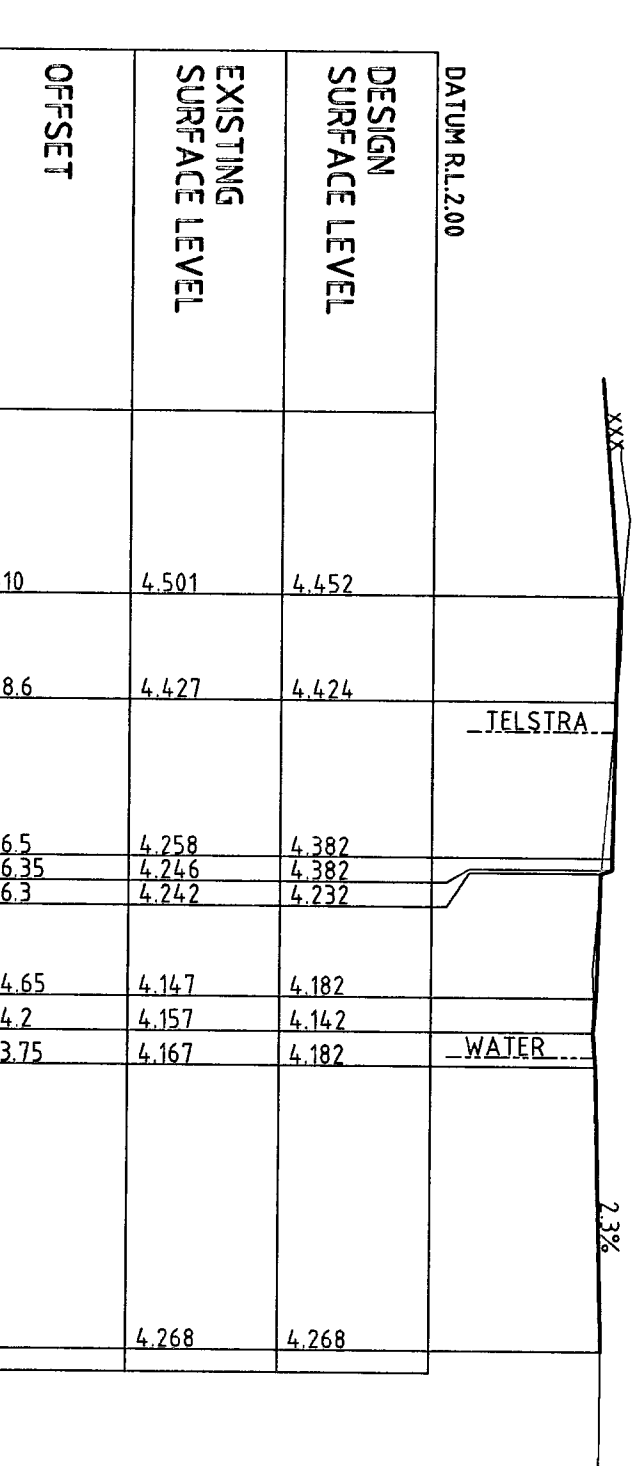 DATUM R.L.2.00
DESIGN
SURFACE LEVEL
EXISTING
SURFACE LEVEL
OFFSET
XXX
10 4.501 4.452
8.6 4.427 4.424
TELSTRA
6.5 4.258 4.382
6.35 4.246 4.382
6.3 4.242 4.232
4.65 4.147 4.182
4.2 4.157 4.142
3.75 4.167 4.182
WATER
2.3%
4.268 4.268